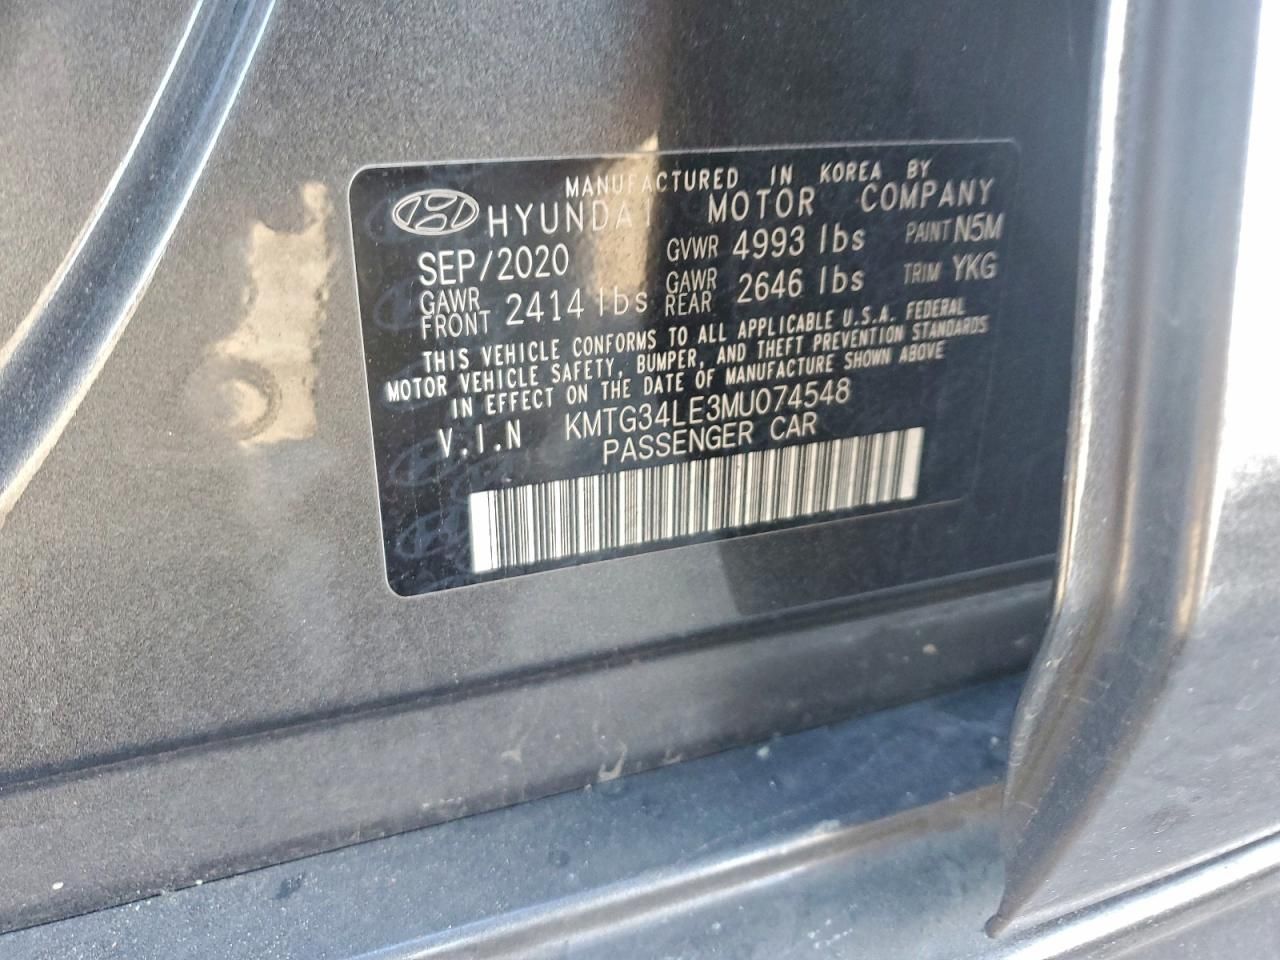 MANUFACTURED IN KOREA BY
HYUNDAI MOTOR COMPANY
SEP/2020 GVWR 4993 lbs PAINT N5M
GAWR FRONT 2414 lbs GAWR REAR 2646 lbs TRIM YKG
THIS VEHICLE CONFORMS TO ALL APPLICABLE U.S.A. FEDERAL
MOTOR VEHICLE SAFETY, BUMPER, AND THEFT PREVENTION STANDARDS
IN EFFECT ON THE DATE OF MANUFACTURE SHOWN ABOVE
V.I.N KMTG34LE3MU074548
PASSENGER CAR